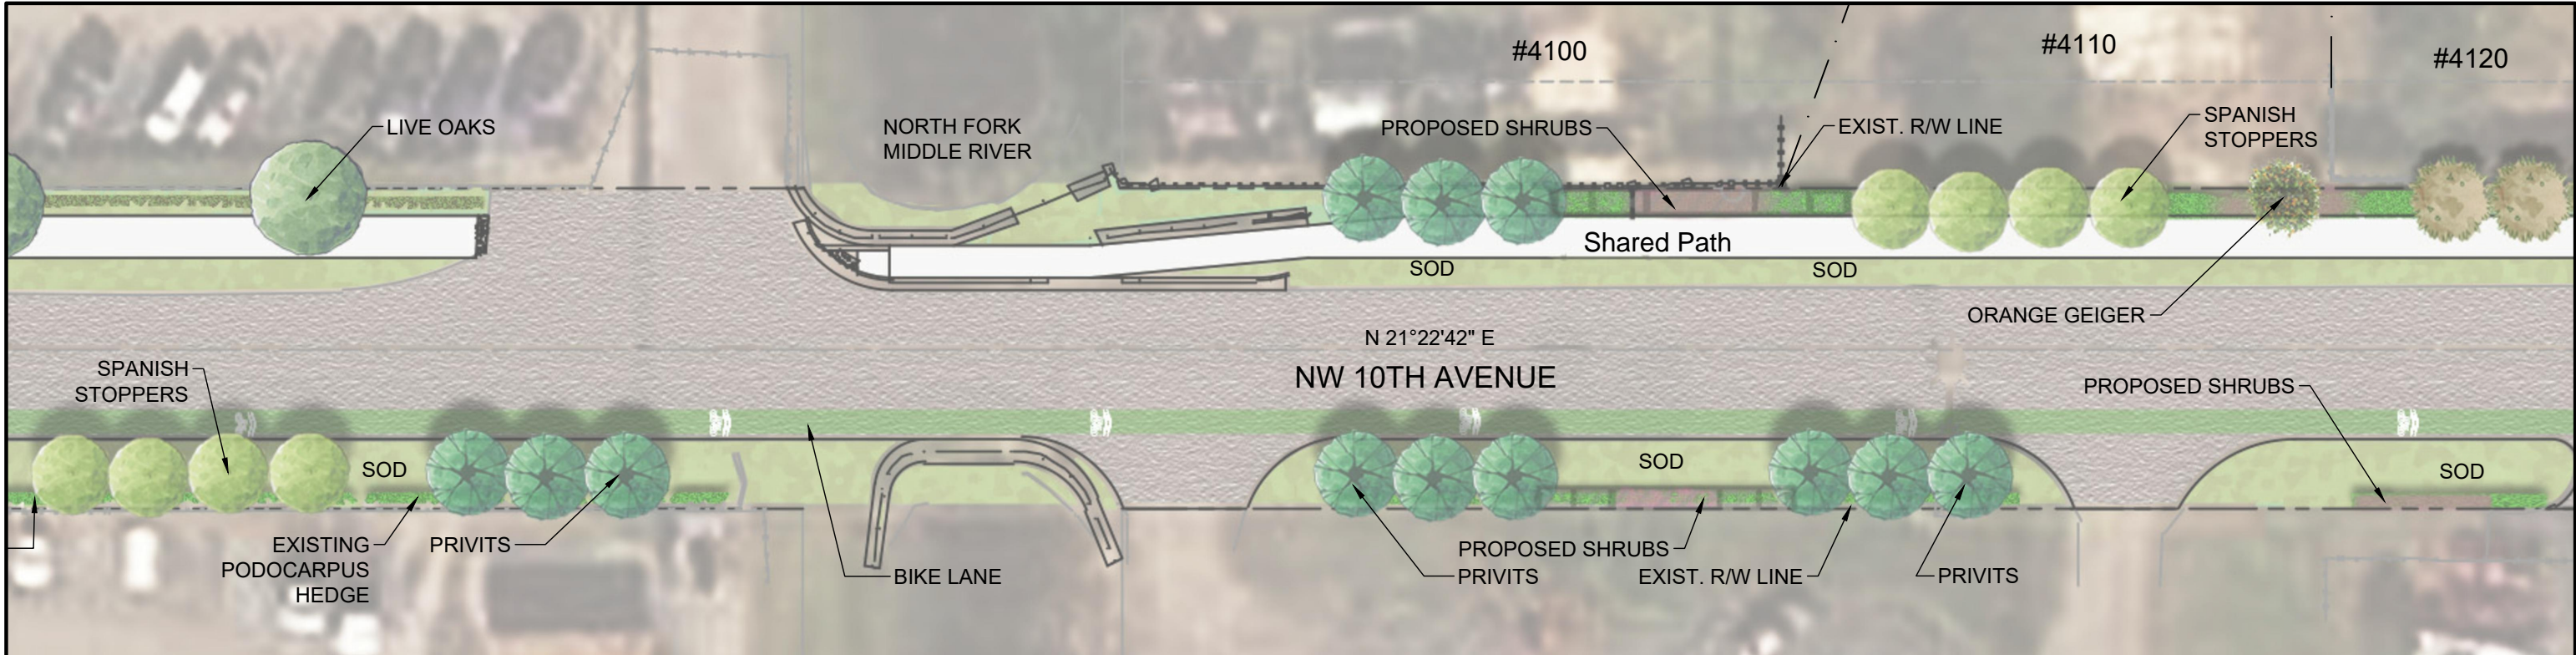 #4100
#4110
#4120
LIVE OAKS
NORTH FORK
MIDDLE RIVER
PROPOSED SHRUBS
EXIST. R/W LINE
SPANISH
STOPPERS
Shared Path
SOD
SOD
ORANGE GEIGER
N 21°22'42" E
NW 10TH AVENUE
SPANISH
STOPPERS
PROPOSED SHRUBS
SOD
SOD
SOD
EXISTING
PODOCARPUS
HEDGE
PRIVITS
BIKE LANE
PROPOSED SHRUBS
PRIVITS
EXIST. R/W LINE
PRIVITS